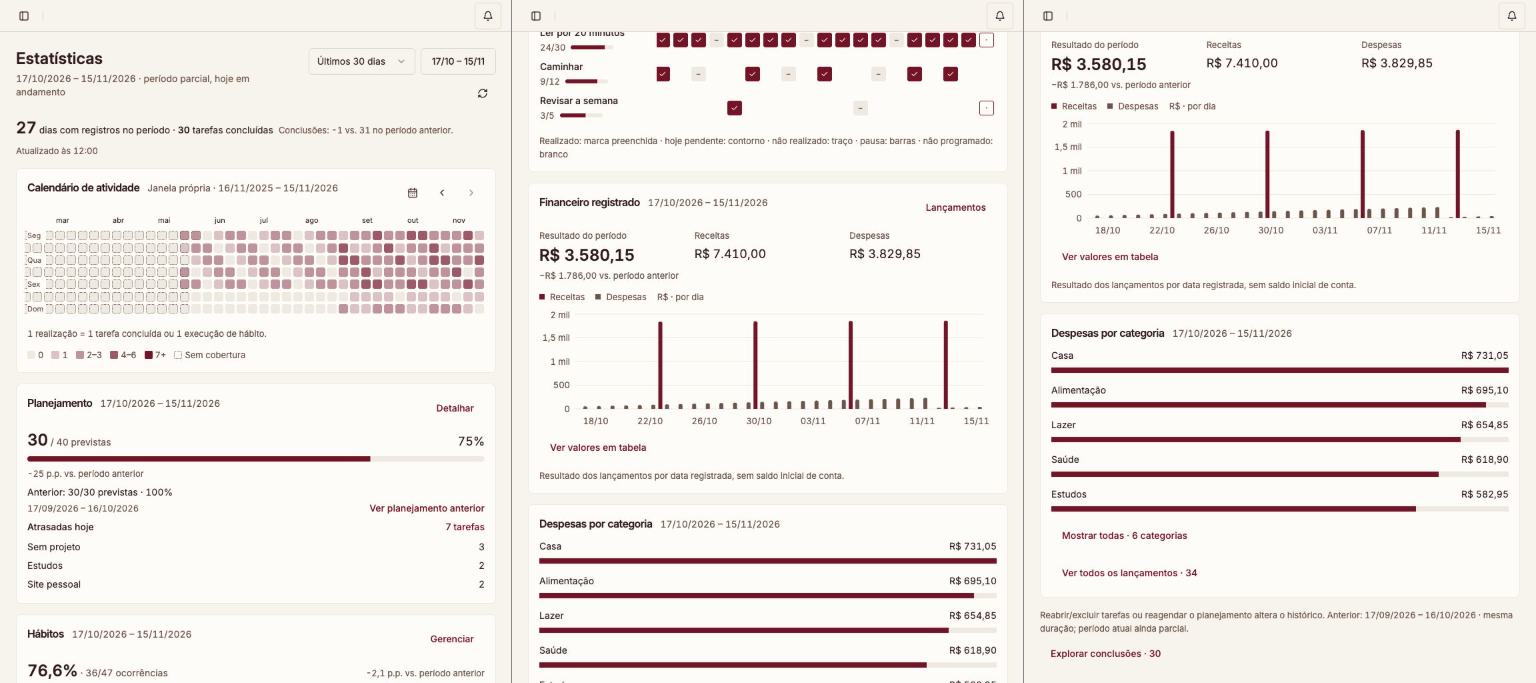 Estatísticas
17/10/2026 – 15/11/2026 · período parcial, hoje em
andamento
Últimos 30 dias
17/10 – 15/11
27 dias com registros no período · 30 tarefas concluídas Conclusões: -1 vs. 31 no período anterior.
Atualizado às 12:00
Calendário de atividade Janela própria · 16/11/2025 – 15/11/2026
mar abr mai jun jul ago set out nov
Seg
Qua
Sex
Dom
1 realização = 1 tarefa concluída ou 1 execução de hábito.
0 1 2–3 4–6 7+ Sem cobertura
Planejamento 17/10/2026 – 15/11/2026
Detalhar
30 / 40 previstas 75%
-25 p.p. vs. período anterior
Anterior: 30/30 previstas · 100%
17/09/2026 – 16/10/2026 Ver planejamento anterior
Atrasadas hoje 7 tarefas
Sem projeto 3
Estudos 2
Site pessoal 2
Hábitos 17/10/2026 – 15/11/2026
Gerenciar
76,6% · 36/47 ocorrências -2,1 p.p. vs. período anterior
Ler por 20 minutos
24/30
Caminhar
9/12
Revisar a semana
3/5
Realizado: marca preenchida · hoje pendente: contorno · não realizado: traço · pausa: barras · não programado:
branco
Financeiro registrado 17/10/2026 – 15/11/2026
Lançamentos
Resultado do período Receitas Despesas
R$ 3.580,15 R$ 7.410,00 R$ 3.829,85
−R$ 1.786,00 vs. período anterior
Receitas Despesas R$ · por dia
2 mil
1,5 mil
1 mil
500
0
18/10 22/10 26/10 30/10 03/11 07/11 11/11 15/11
Ver valores em tabela
Resultado dos lançamentos por data registrada, sem saldo inicial de conta.
Despesas por categoria 17/10/2026 – 15/11/2026
Casa R$ 731,05
Alimentação R$ 695,10
Lazer R$ 654,85
Saúde R$ 618,90
Resultado do período Receitas Despesas
R$ 3.580,15 R$ 7.410,00 R$ 3.829,85
−R$ 1.786,00 vs. período anterior
Receitas Despesas R$ · por dia
2 mil
1,5 mil
1 mil
500
0
18/10 22/10 26/10 30/10 03/11 07/11 11/11 15/11
Ver valores em tabela
Resultado dos lançamentos por data registrada, sem saldo inicial de conta.
Despesas por categoria 17/10/2026 – 15/11/2026
Casa R$ 731,05
Alimentação R$ 695,10
Lazer R$ 654,85
Saúde R$ 618,90
Estudos R$ 582,95
Mostrar todas · 6 categorias
Ver todos os lançamentos · 34
Reabrir/excluir tarefas ou reagendar o planejamento altera o histórico. Anterior: 17/09/2026 – 16/10/2026 · mesma
duração; período atual ainda parcial.
Explorar conclusões · 30